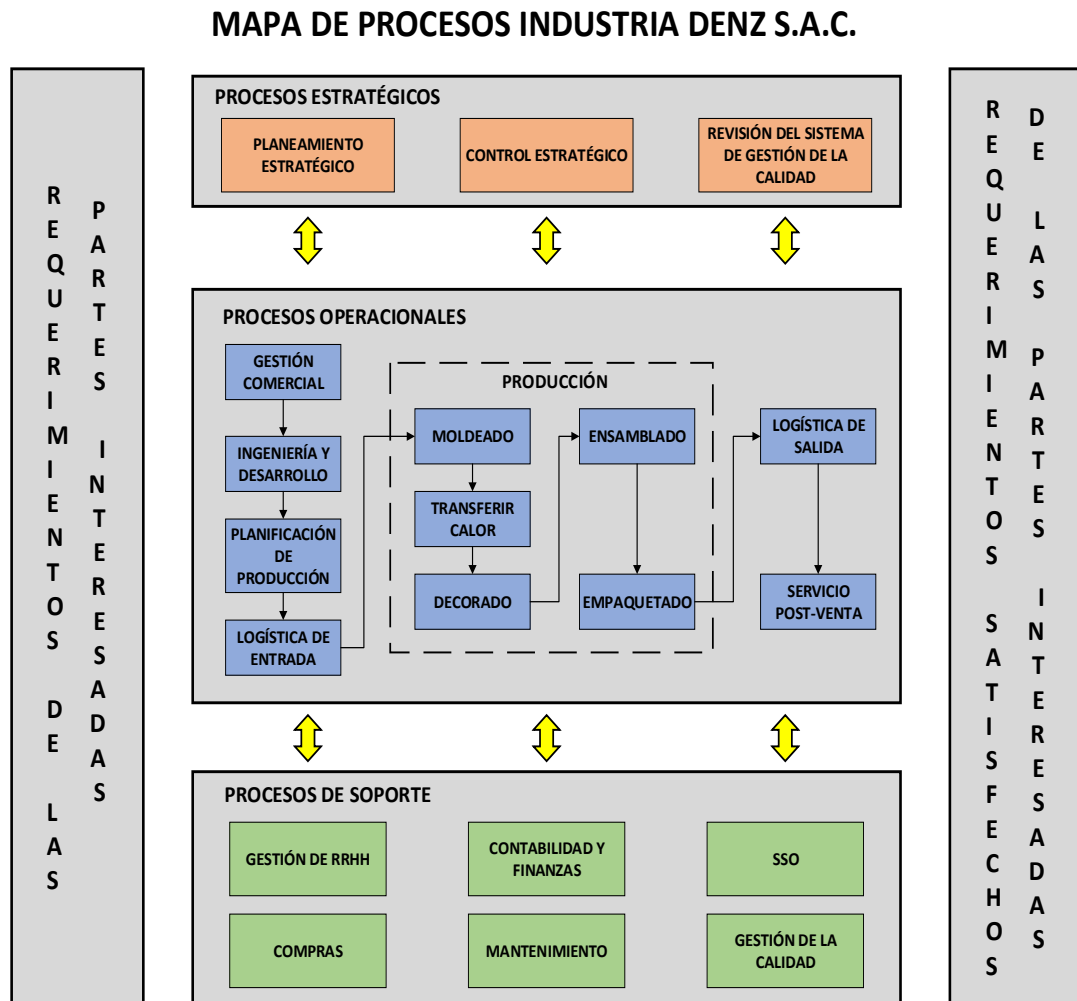 MAPA DE PROCESOS INDUSTRIA DENZ S.A.C.
REQUERIMIENTOS DE LAS
PARTES INTERESADAS
PROCESOS ESTRATÉGICOS
PLANEAMIENTO
ESTRATÉGICO
CONTROL ESTRATÉGICO
REVISIÓN DEL SISTEMA
DE GESTIÓN DE LA
CALIDAD
PROCESOS OPERACIONALES
GESTIÓN
COMERCIAL
INGENIERÍA Y
DESARROLLO
PLANIFICACIÓN
DE
PRODUCCIÓN
LOGÍSTICA DE
ENTRADA
PRODUCCIÓN
MOLDEADO
TRANSFERIR
CALOR
DECORADO
ENSAMBLADO
EMPAQUETADO
LOGÍSTICA DE
SALIDA
SERVICIO
POST-VENTA
PROCESOS DE SOPORTE
GESTIÓN DE RRHH
CONTABILIDAD Y
FINANZAS
SSO
COMPRAS
MANTENIMIENTO
GESTIÓN DE LA
CALIDAD
REQUERIMIENTOS SATISFECHOS
DE LAS PARTES INTERESADAS